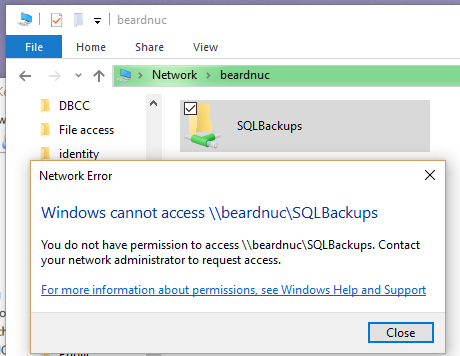 beardnuc
File Home Share View
Network beardnuc
DBCC
File access
identity
SQLBackups
Network Error
Windows cannot access \\beardnuc\SQLBackups
You do not have permission to access \\beardnuc\SQLBackups. Contact
your network administrator to request access.
For more information about permissions, see Windows Help and Support
Close